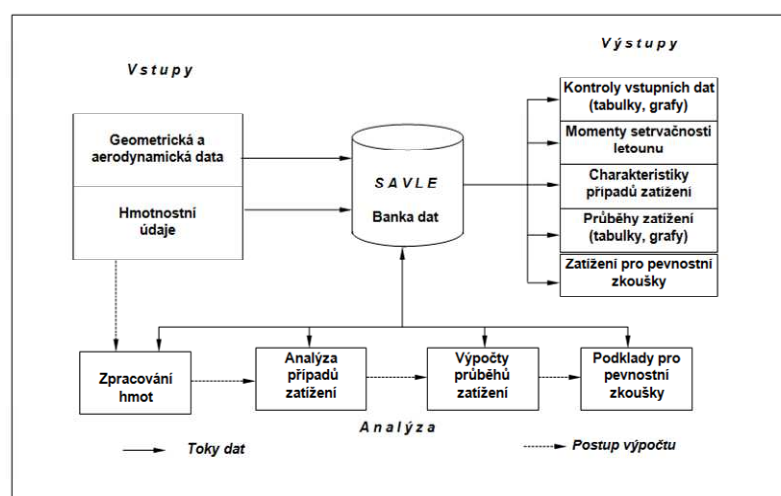 Vstupy
Výstupy
Geometrická a
aerodynamická data
Hmotnostní
údaje
SAVLE
Banka dat
Kontroly vstupních dat
(tabulky, grafy)
Momenty setrvačnosti
letounu
Charakteristiky
případů zatížení
Průběhy zatížení
(tabulky, grafy)
Zatížení pro pevnostní
zkoušky
Zpracování
hmot
Analýza
případů
zatížení
Výpočty
průběhů
zatížení
Podklady pro
pevnostní
zkoušky
Analýza
Toky dat
Postup výpočtu